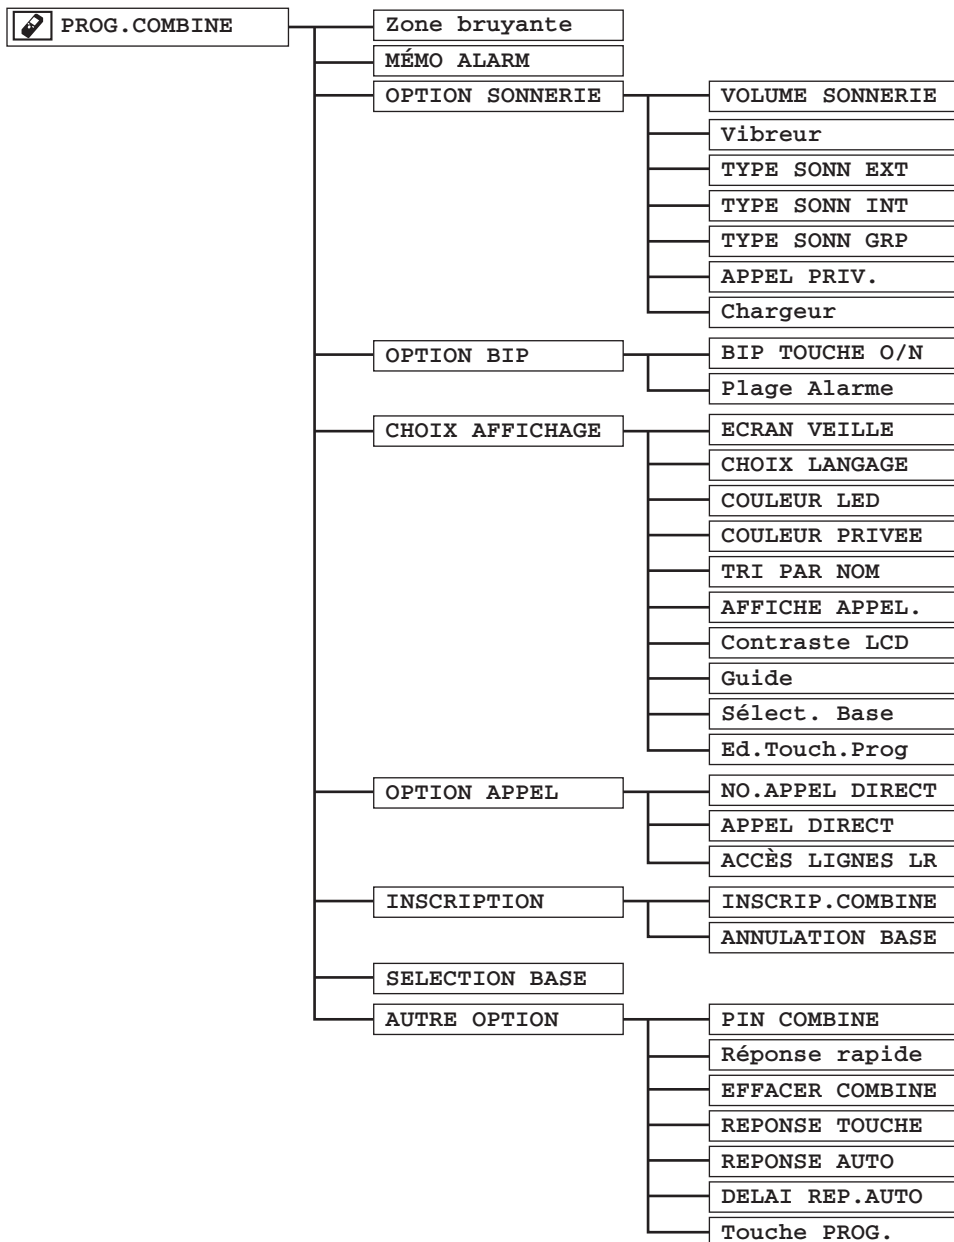 PROG.COMBINE
Zone bruyante
MÉMO ALARM
OPTION SONNERIE
VOLUME SONNERIE
Vibreur
TYPE SONN EXT
TYPE SONN INT
TYPE SONN GRP
APPEL PRIV.
Chargeur
OPTION BIP
BIP TOUCHE O/N
Plage Alarme
CHOIX AFFICHAGE
ECRAN VEILLE
CHOIX LANGAGE
COULEUR LED
COULEUR PRIVEE
TRI PAR NOM
AFFICHE APPEL.
Contraste LCD
Guide
Sélect. Base
Ed.Touch.Prog
OPTION APPEL
NO.APPEL DIRECT
APPEL DIRECT
ACCÈS LIGNES LR
INSCRIPTION
INSCRIP.COMBINE
ANNULATION BASE
SELECTION BASE
AUTRE OPTION
PIN COMBINE
Réponse rapide
EFFACER COMBINE
REPONSE TOUCHE
REPONSE AUTO
DELAI REP.AUTO
Touche PROG.